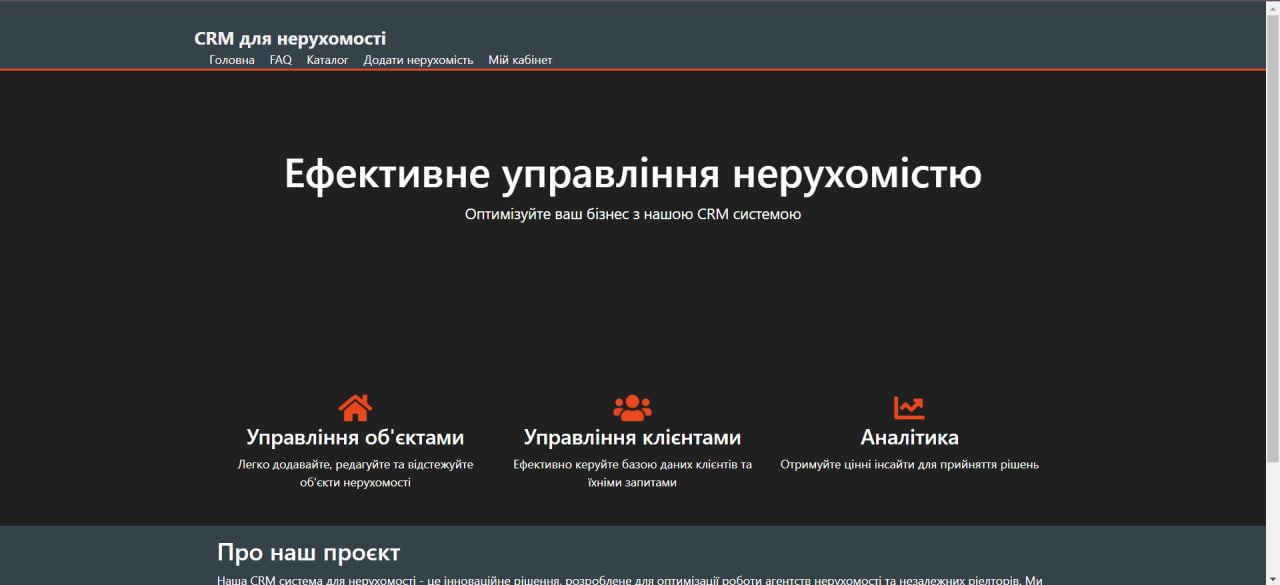 CRM для нерухомості
Головна FAQ Каталог Додати нерухомість Мій кабінет
Ефективне управління нерухомістю
Оптимізуйте ваш бізнес з нашою CRM системою
Управління об'єктами
Легко додавайте, редагуйте та відстежуйте
об'єкти нерухомості
Управління клієнтами
Ефективно керуйте базою даних клієнтів та
їхніми запитами
Аналітика
Отримуйте цінні інсайти для прийняття рішень
Про наш проєкт
Наша CRM система для нерухомості - це інноваційне рішення, розроблене для оптимізації роботи агентств нерухомості та незалежних ріелторів. Ми